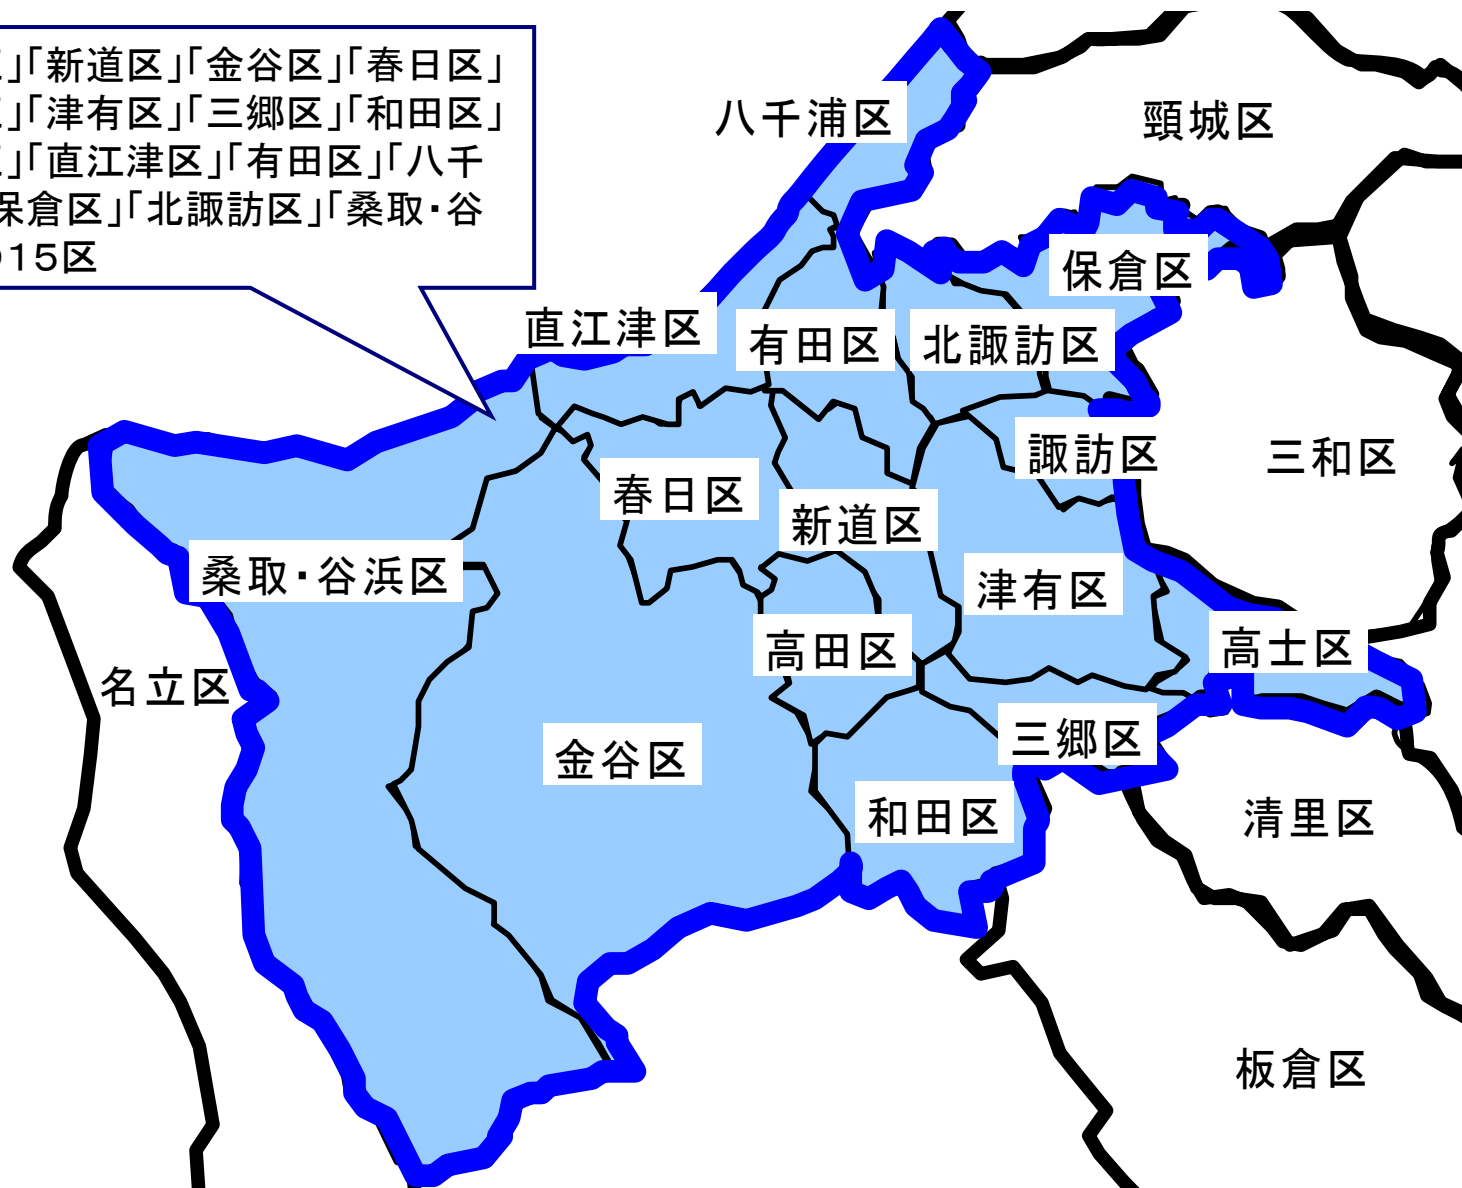 」「新道区」「金谷区」「春日区」
」「津有区」「三郷区」「和田区」
」「直江津区」「有田区」「八千
保倉区」「北諏訪区」「桑取・谷
15区
八千浦区
頸城区
保倉区
直江津区
有田区
北諏訪区
諏訪区
三和区
春日区
新道区
桑取・谷浜区
津有区
高田区
高士区
名立区
三郷区
金谷区
和田区
清里区
板倉区